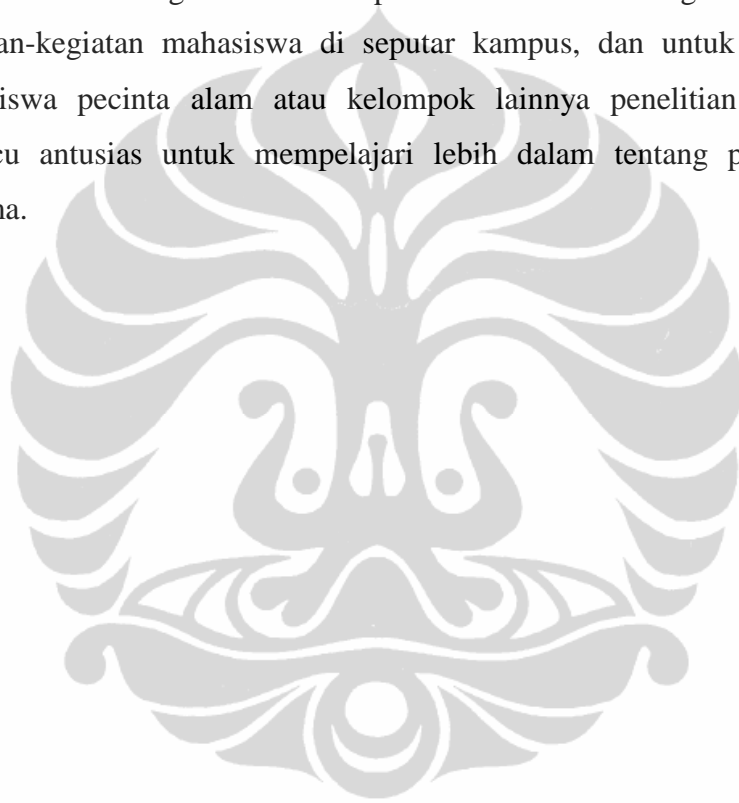 an-kegiatan mahasiswa di seputar kampus, dan untuk
iswa pecinta alam atau kelompok lainnya penelitian
cu antusias untuk mempelajari lebih dalam tentang p
na.